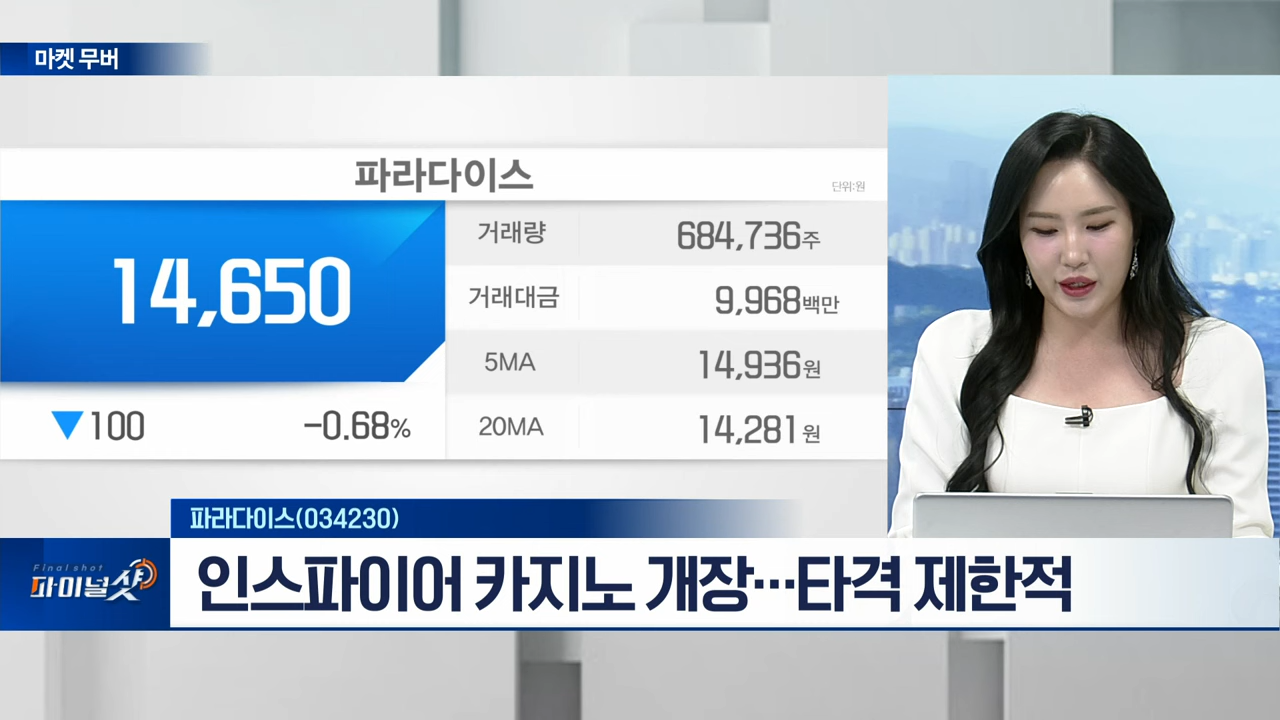 마켓 무버
파라다이스
단위:원
14,650
▼100 -0.68%
거래량 684,736주
거래대금 9,968백만
5MA 14,936원
20MA 14,281원
파라다이스(034230)
Final shot
파이널샷
인스파이어 카지노 개장…타격 제한적